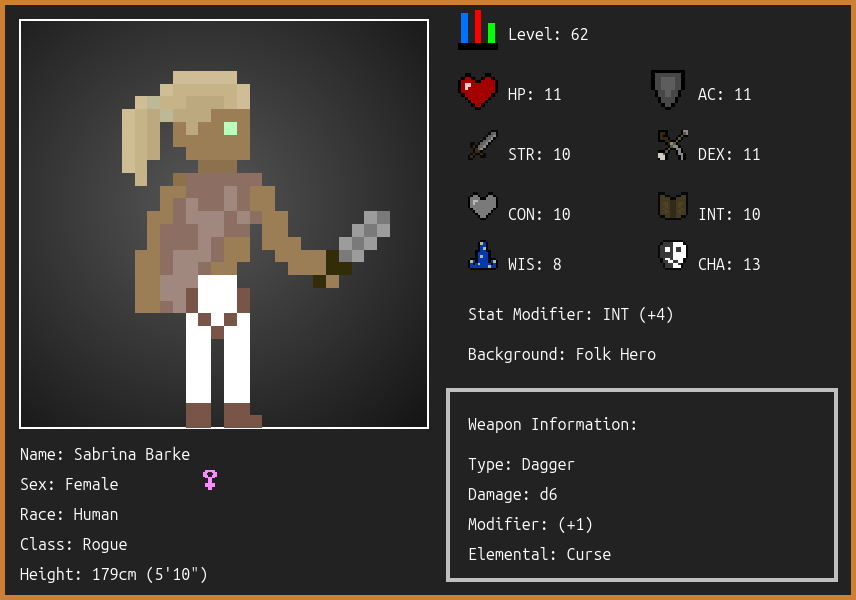 Level: 62
HP: 11
AC: 11
STR: 10
DEX: 11
CON: 10
INT: 10
WIS: 8
CHA: 13
Stat Modifier: INT (+4)
Background: Folk Hero
Weapon Information:
Type: Dagger
Damage: d6
Modifier: (+1)
Elemental: Curse
Name: Sabrina Barke
Sex: Female
Race: Human
Class: Rogue
Height: 179cm (5'10")